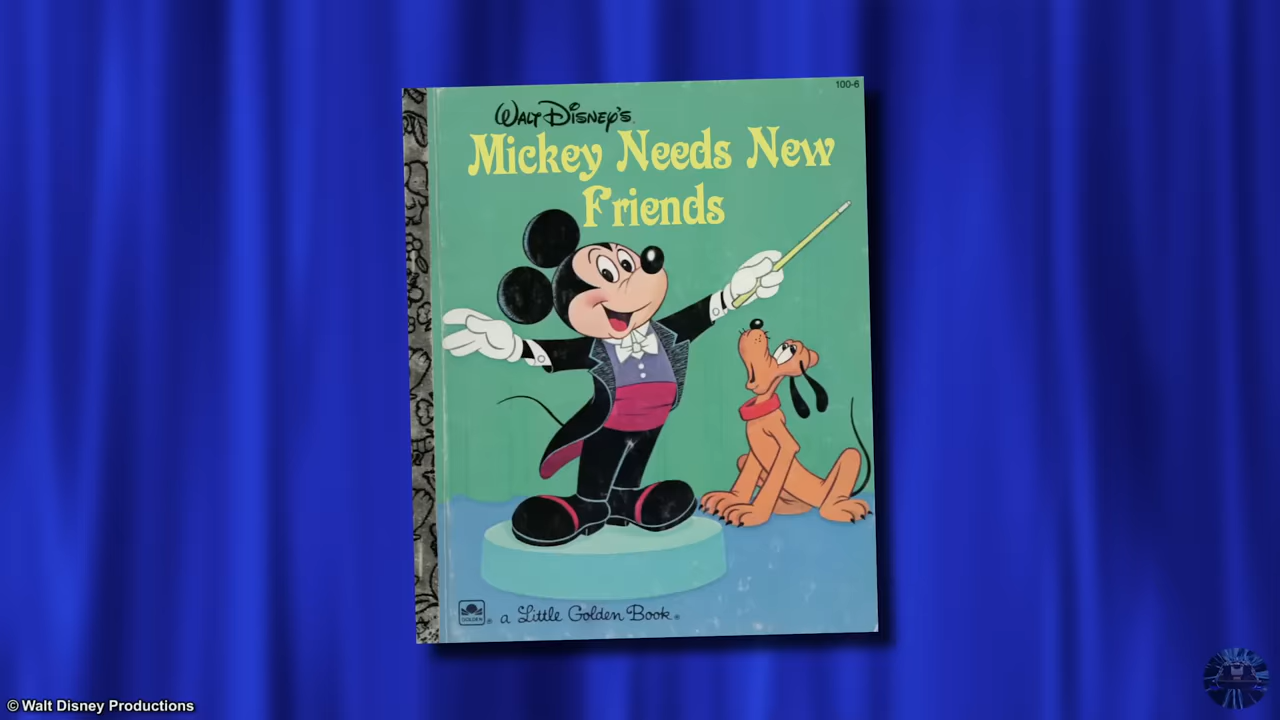 100-6
Walt Disney's
Mickey Needs New
Friends
GOLDEN
® a Little Golden Book®
© Walt Disney Productions